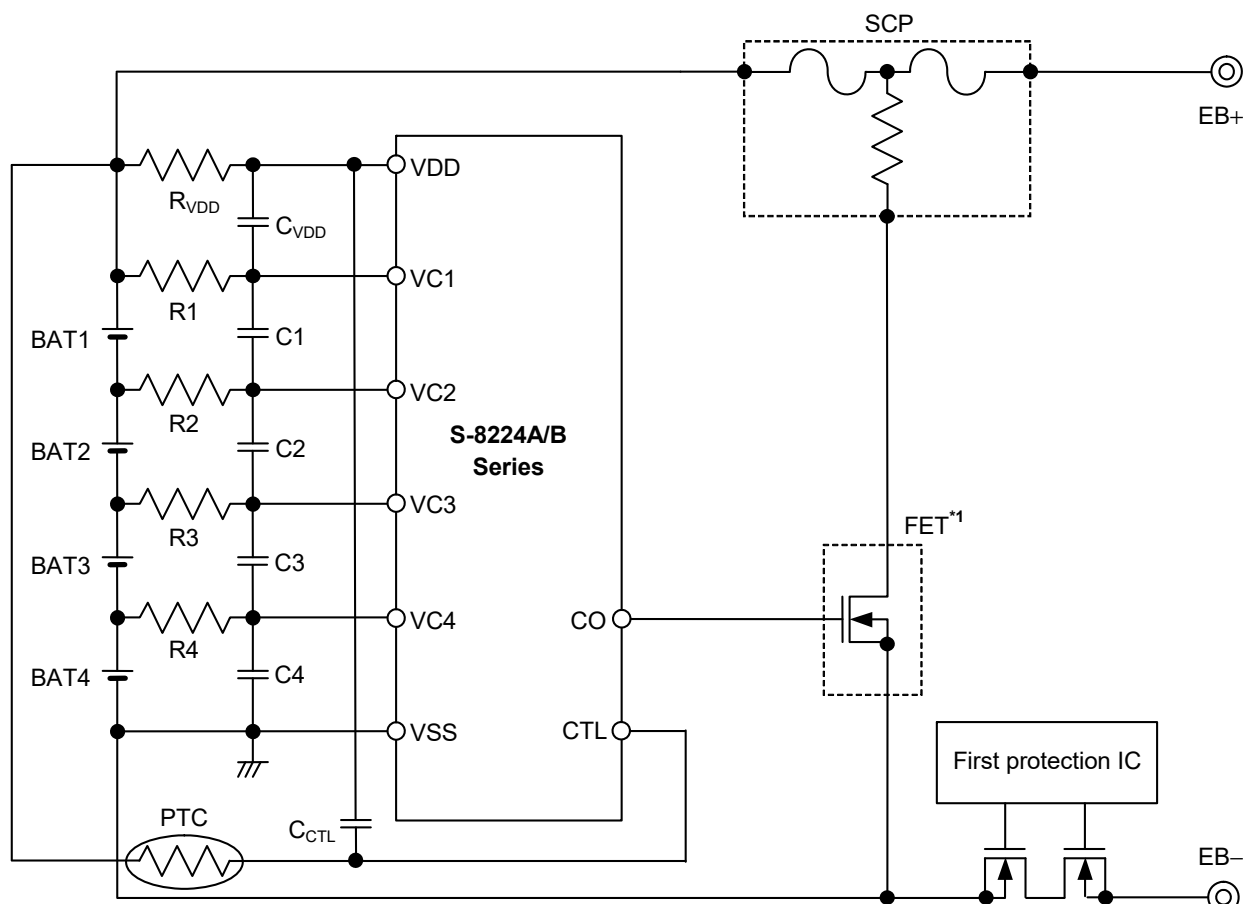 SCP
EB+
VDD
RVDD
CVDD
VC1
R1
BAT1
C1
VC2
R2
S-8224A/B
Series
BAT2
C2
VC3
R3
FET*1
BAT3
C3
VC4
CO
R4
BAT4
C4
VSS
CTL
First protection IC
PTC
CCTL
EB−